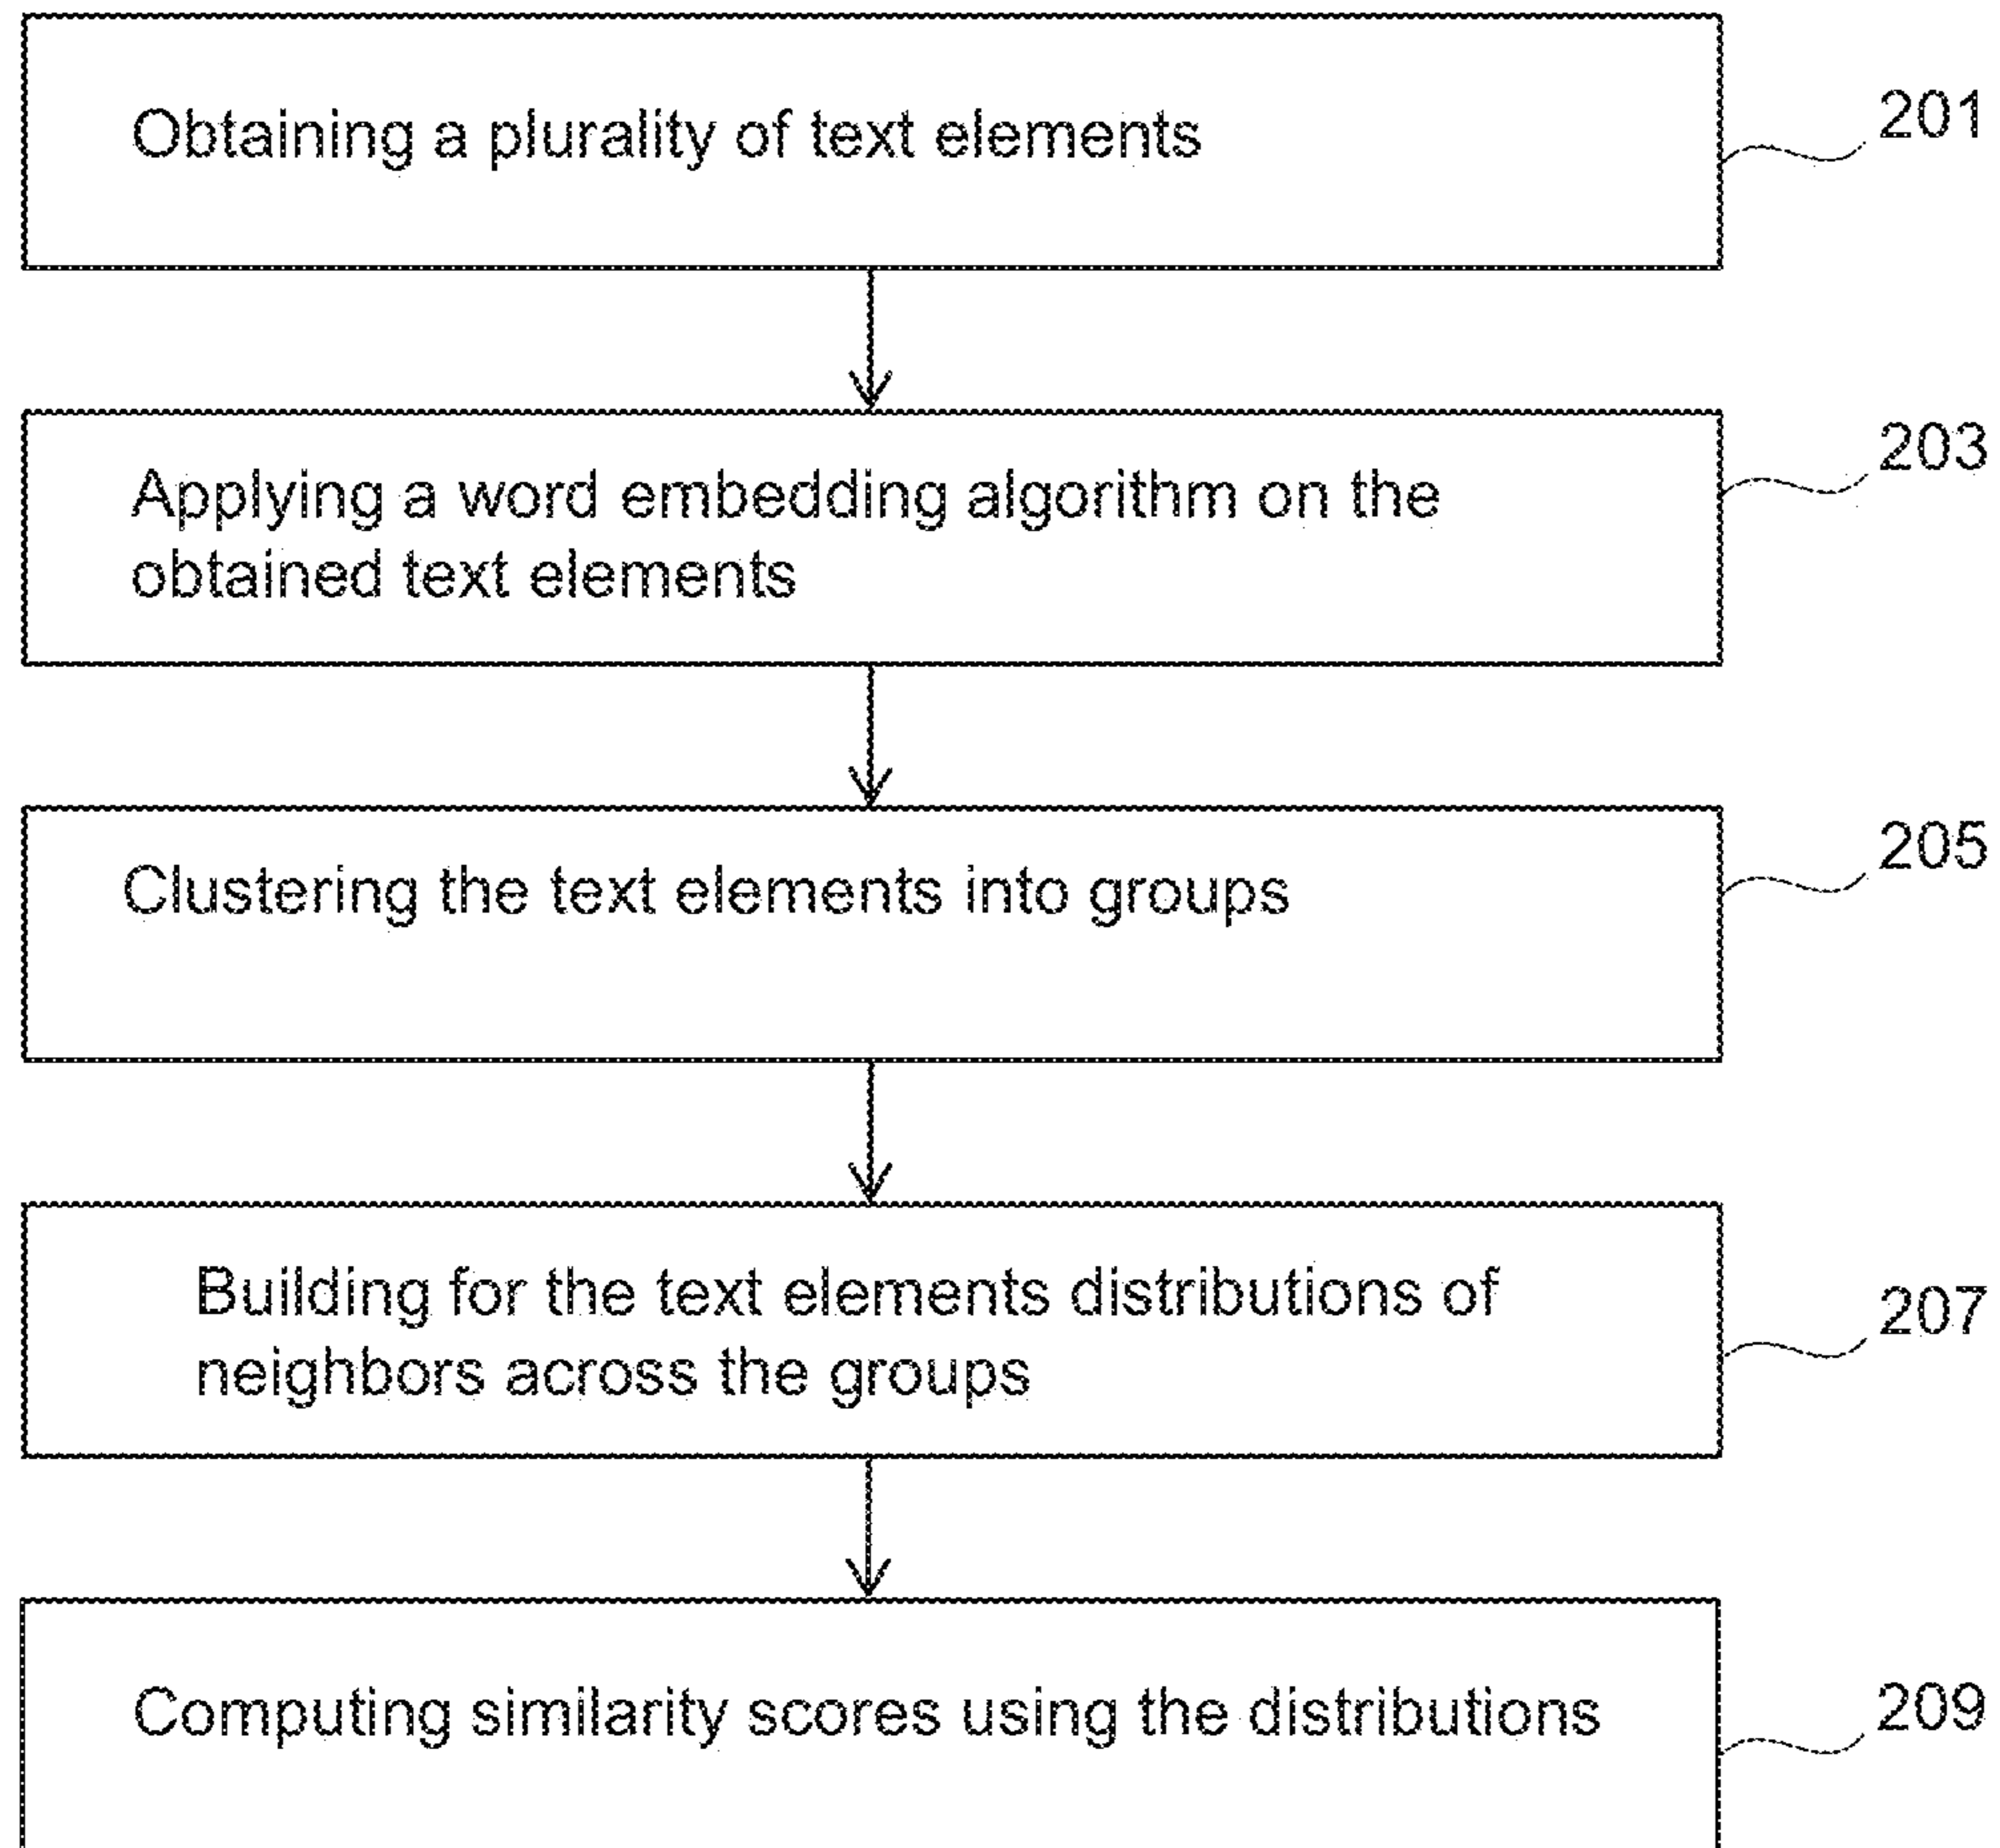 Obtaining a plurality of text elements
201
Applying a word embedding algorithm on the
obtained text elements
203
Clustering the text elements into groups
205
Building for the text elements distributions of
neighbors across the groups
207
Computing similarity scores using the distributions
209